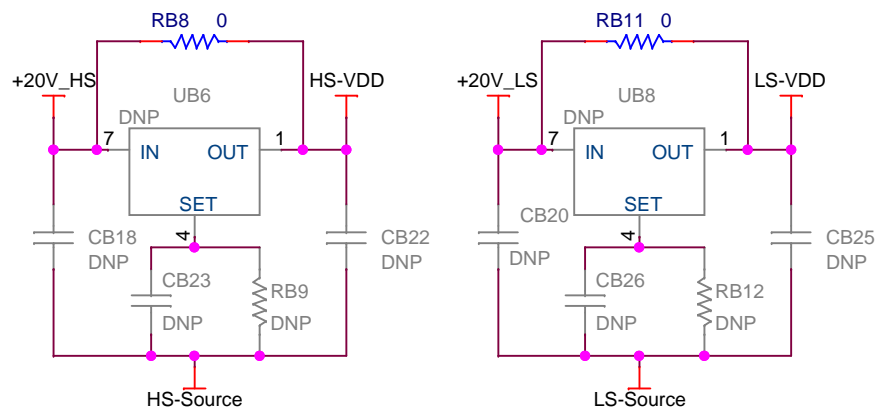 RB8 0
+20V_HS
HS-VDD
UB6
DNP
7
1
IN
OUT
SET
4
CB18
DNP
CB23
DNP
RB9
DNP
CB22
DNP
HS-Source
RB11 0
+20V_LS
LS-VDD
UB8
DNP
7
1
IN
OUT
SET
4
CB20
DNP
CB26
DNP
RB12
DNP
CB25
DNP
LS-Source